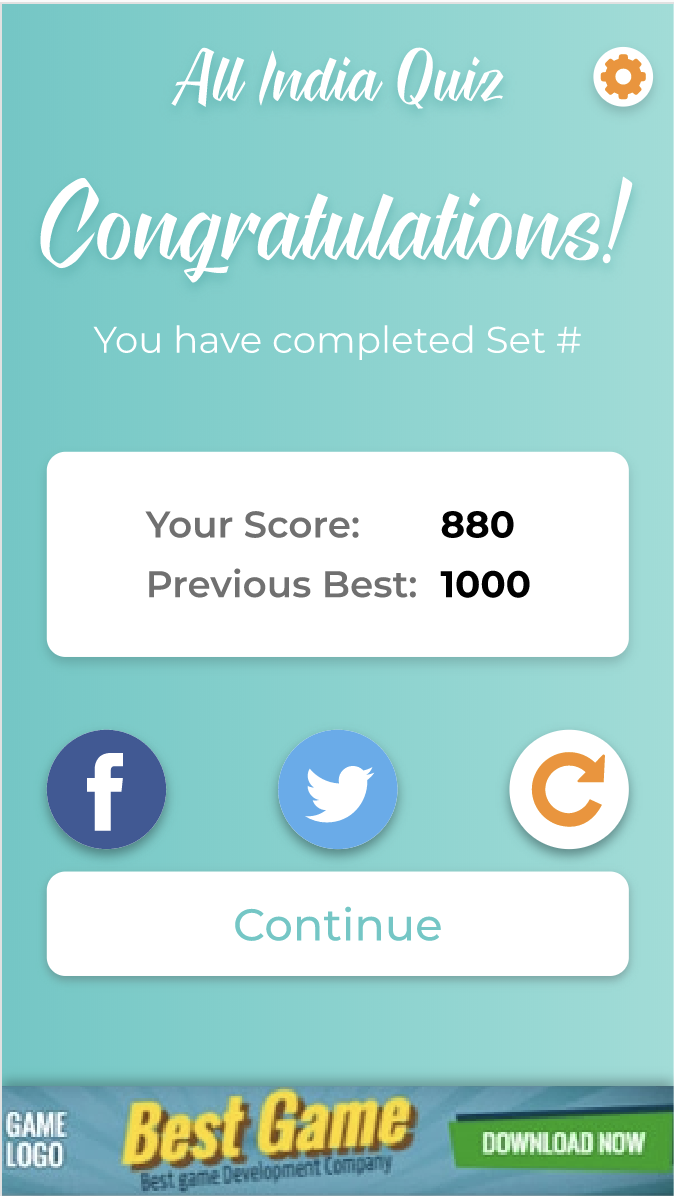 All India Quiz
Congratulations!
You have completed Set #
Your Score: 880
Previous Best: 1000
Continue
GAME LOGO
Best Game
Best game Development Company
DOWNLOAD NOW